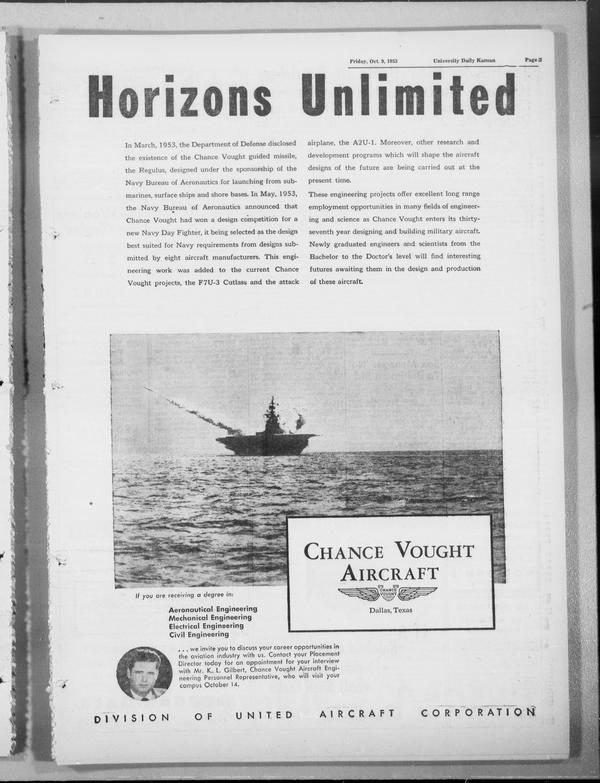 Friday, Oct. 9, 1953 University Daily Kansan Page
Horizons Unlimited
In March, 1953, the Department of Defense disclosed
the existence of the Chance Vought guided missile,
the Regulus, designed under the sponsorship of the
Navy Bureau of Aeronautics for launching from sub-
marines, surface ships and shore bases. In May, 1953,
the Navy Bureau of Aeronautics announced that
Chance Vought had won a design competition for a
new Navy Day Fighter, it being selected as the design
best suited for Navy requirements from designs sub-
mitted by eight aircraft manufacturers. This engi-
neering work was added to the current Chance
Vought projects, the F7U-3 Cutlass and the attack
airplane, the A2U-1. Moreover, other research and
development programs which will shape the aircraft
designs of the future are being carried out at the
present time.
These engineering projects offer excellent long range
employment opportunities in many fields of engineer-
ing and science as Chance Vought enters its thirty-
seventh year designing and building military aircraft.
Newly graduated engineers and scientists from the
Bachelor to the Doctor's level will find interesting
futures awaiting them in the design and production
of these aircraft.
CHANCE VOUGHT
AIRCRAFT
CHANCE
VOUGHT
Dallas, Texas
If you are receiving a degree in:
Aeronautical Engineering
Mechanical Engineering
Electrical Engineering
Civil Engineering
. . . we invite you to discuss your career opportunities in
the aviation industry with us. Contact your Placement
Director today for an appointment for your interview
with Mr. K. L. Gilbert, Chance Vought Aircraft Engi-
neering Personnel Representative, who will visit your
campus October 14.
DIVISION OF UNITED AIRCRAFT CORPORATION